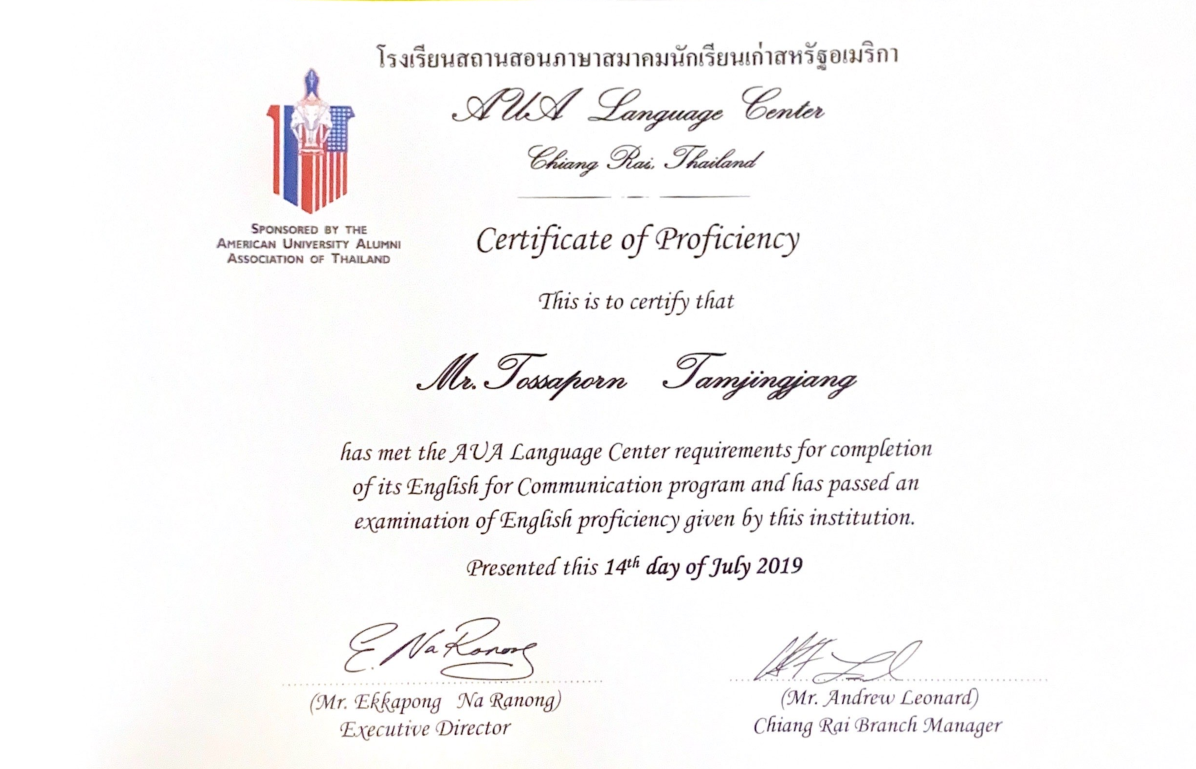 โรงเรียนสถานสอนภาษาสมาคมนักเรียนเก่าสหรัฐอเมริกา
AUA Language Center
Chiang Rai, Thailand
SPONSORED BY THE
AMERICAN UNIVERSITY ALUMNI
ASSOCIATION OF THAILAND
Certificate of Proficiency
This is to certify that
Mr. Tossaporn Tamjingjang
has met the AUA Language Center requirements for completion
of its English for Communication program and has passed an
examination of English proficiency given by this institution.
Presented this 14th day of July 2019
E. Na Ranong
(Mr. Ekkapong Na Ranong)
Executive Director
(Mr. Andrew Leonard)
Chiang Rai Branch Manager